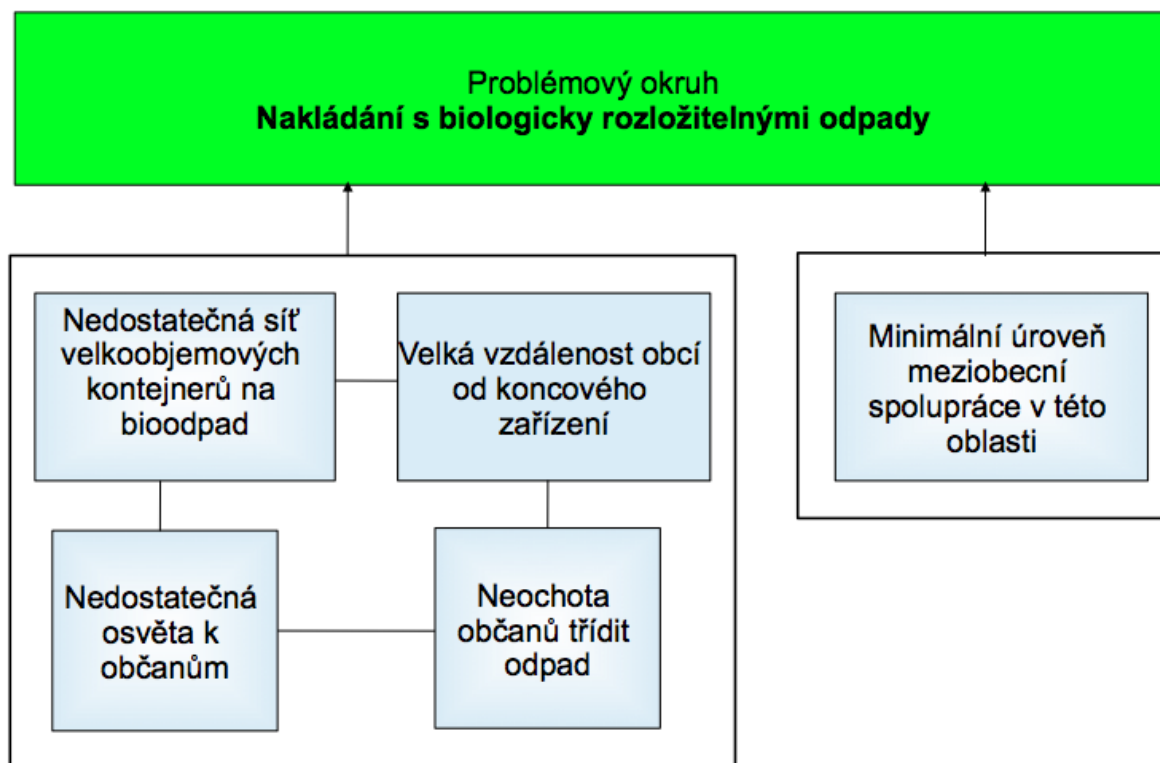 Problémový okruh
Nakládání s biologicky rozložitelnými odpady
Nedostatečná síť
velkoobjemových
kontejnerů na
bioodpad
Velká vzdálenost obcí
od koncového
zařízení
Minimální úroveň
meziobecní
spolupráce v této
oblasti
Nedostatečná
osvěta k
občanům
Neochota
občanů třídit
odpad